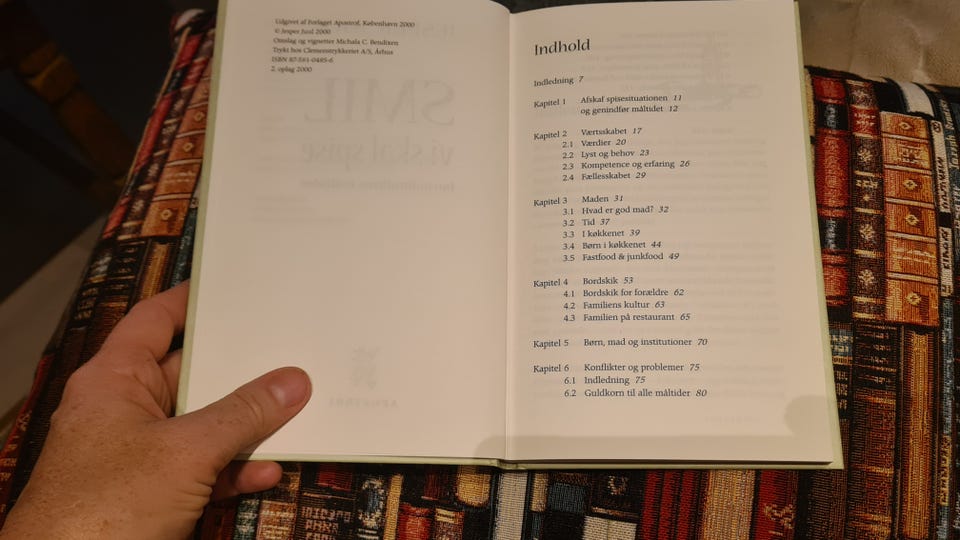 Udgivet af Forlaget Apostrof, København 2000
© Jesper Juul 2000
Omslag og vignetter Michala C. Bendixen
Trykt hos Clemenstrykkeriet A/S, Århus
ISBN 87-591-0485-6
2. oplag 2000
SMIL
vi skal spise
Indhold
Indledning 7
Kapitel 1 Afskaf spisesituationen 11
og genindfør måltidet 12
Kapitel 2 Værtsskabet 17
2.1 Værdier 20
2.2 Lyst og behov 23
2.3 Kompetence og erfaring 26
2.4 Fællesskabet 29
Kapitel 3 Maden 31
3.1 Hvad er god mad? 32
3.2 Tid 37
3.3 I køkkenet 39
3.4 Børn i køkkenet 44
3.5 Fastfood & junkfood 49
Kapitel 4 Bordskik 53
4.1 Bordskik for forældre 62
4.2 Familiens kultur 63
4.3 Familien på restaurant 65
Kapitel 5 Børn, mad og institutioner 70
Kapitel 6 Konflikter og problemer 75
6.1 Indledning 75
6.2 Guldkorn til alle måltider 80